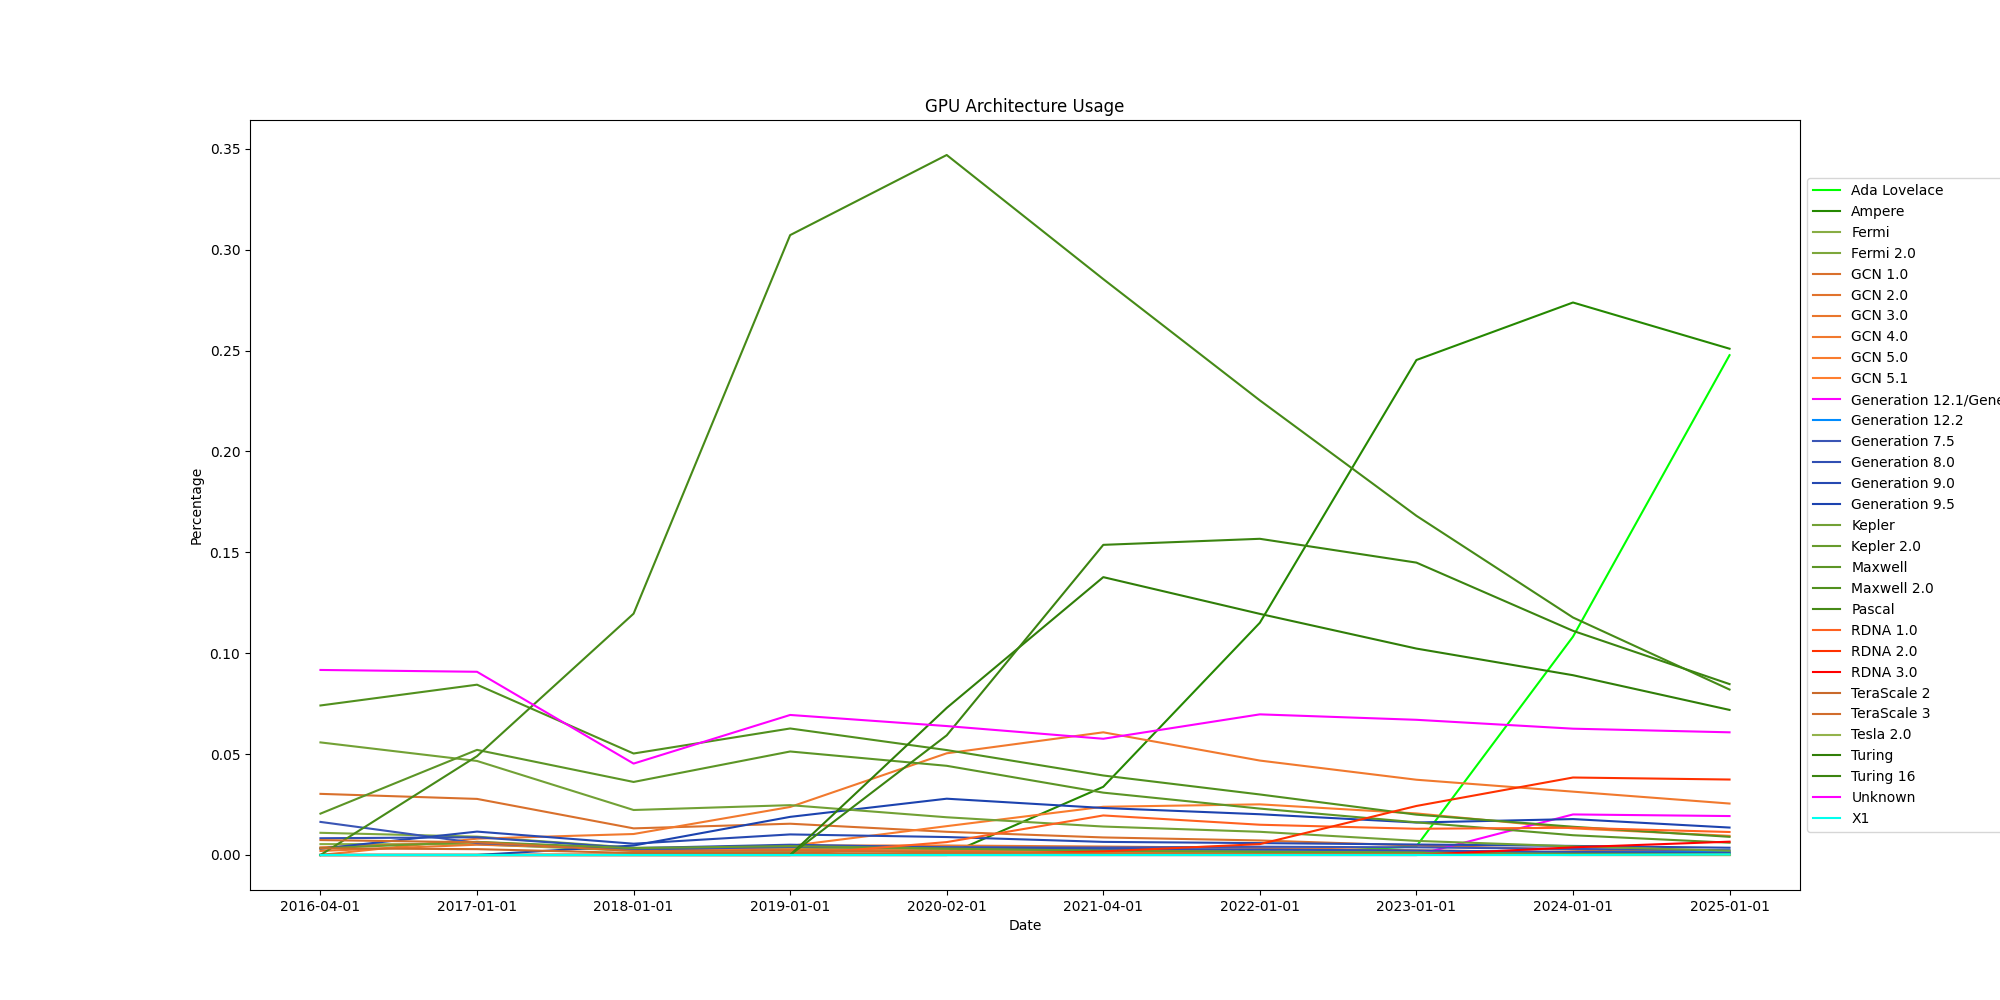 GPU Architecture Usage
Percentage
0.35
0.30
0.25
0.20
0.15
0.10
0.05
0.00
2016-04-01
2017-01-01
2018-01-01
2019-01-01
2020-02-01
2021-04-01
2022-01-01
2023-01-01
2024-01-01
2025-01-01
Date
Ada Lovelace
Ampere
Fermi
Fermi 2.0
GCN 1.0
GCN 2.0
GCN 3.0
GCN 4.0
GCN 5.0
GCN 5.1
Generation 12.1/Gene
Generation 12.2
Generation 7.5
Generation 8.0
Generation 9.0
Generation 9.5
Kepler
Kepler 2.0
Maxwell
Maxwell 2.0
Pascal
RDNA 1.0
RDNA 2.0
RDNA 3.0
TeraScale 2
TeraScale 3
Tesla 2.0
Turing
Turing 16
Unknown
X1